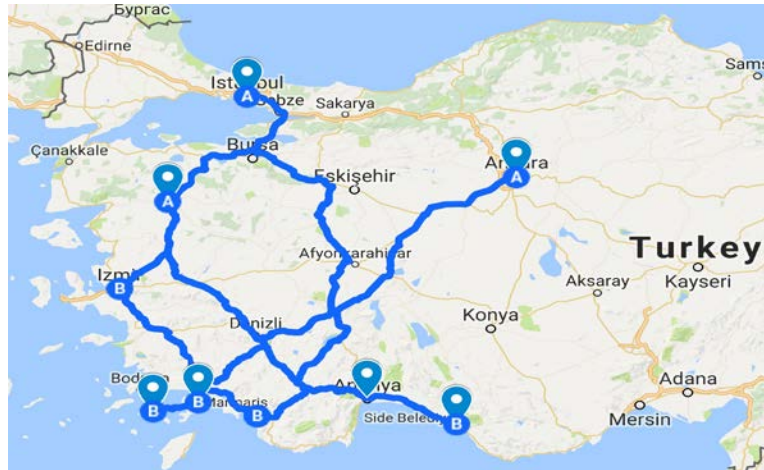 Бургас
Edirne
Istanbul
A
Gebze
Sakarya
Sams
Çanakkale
Bursa
Eskişehir
Ankara
A
A
Turkey
Afyonkarahisar
Izmir
B
Aksaray
Kayseri
Denizli
Konya
Bodrum
Antalya
Adana
B
B
Marmaris
B
Side Belediy
B
Mersin